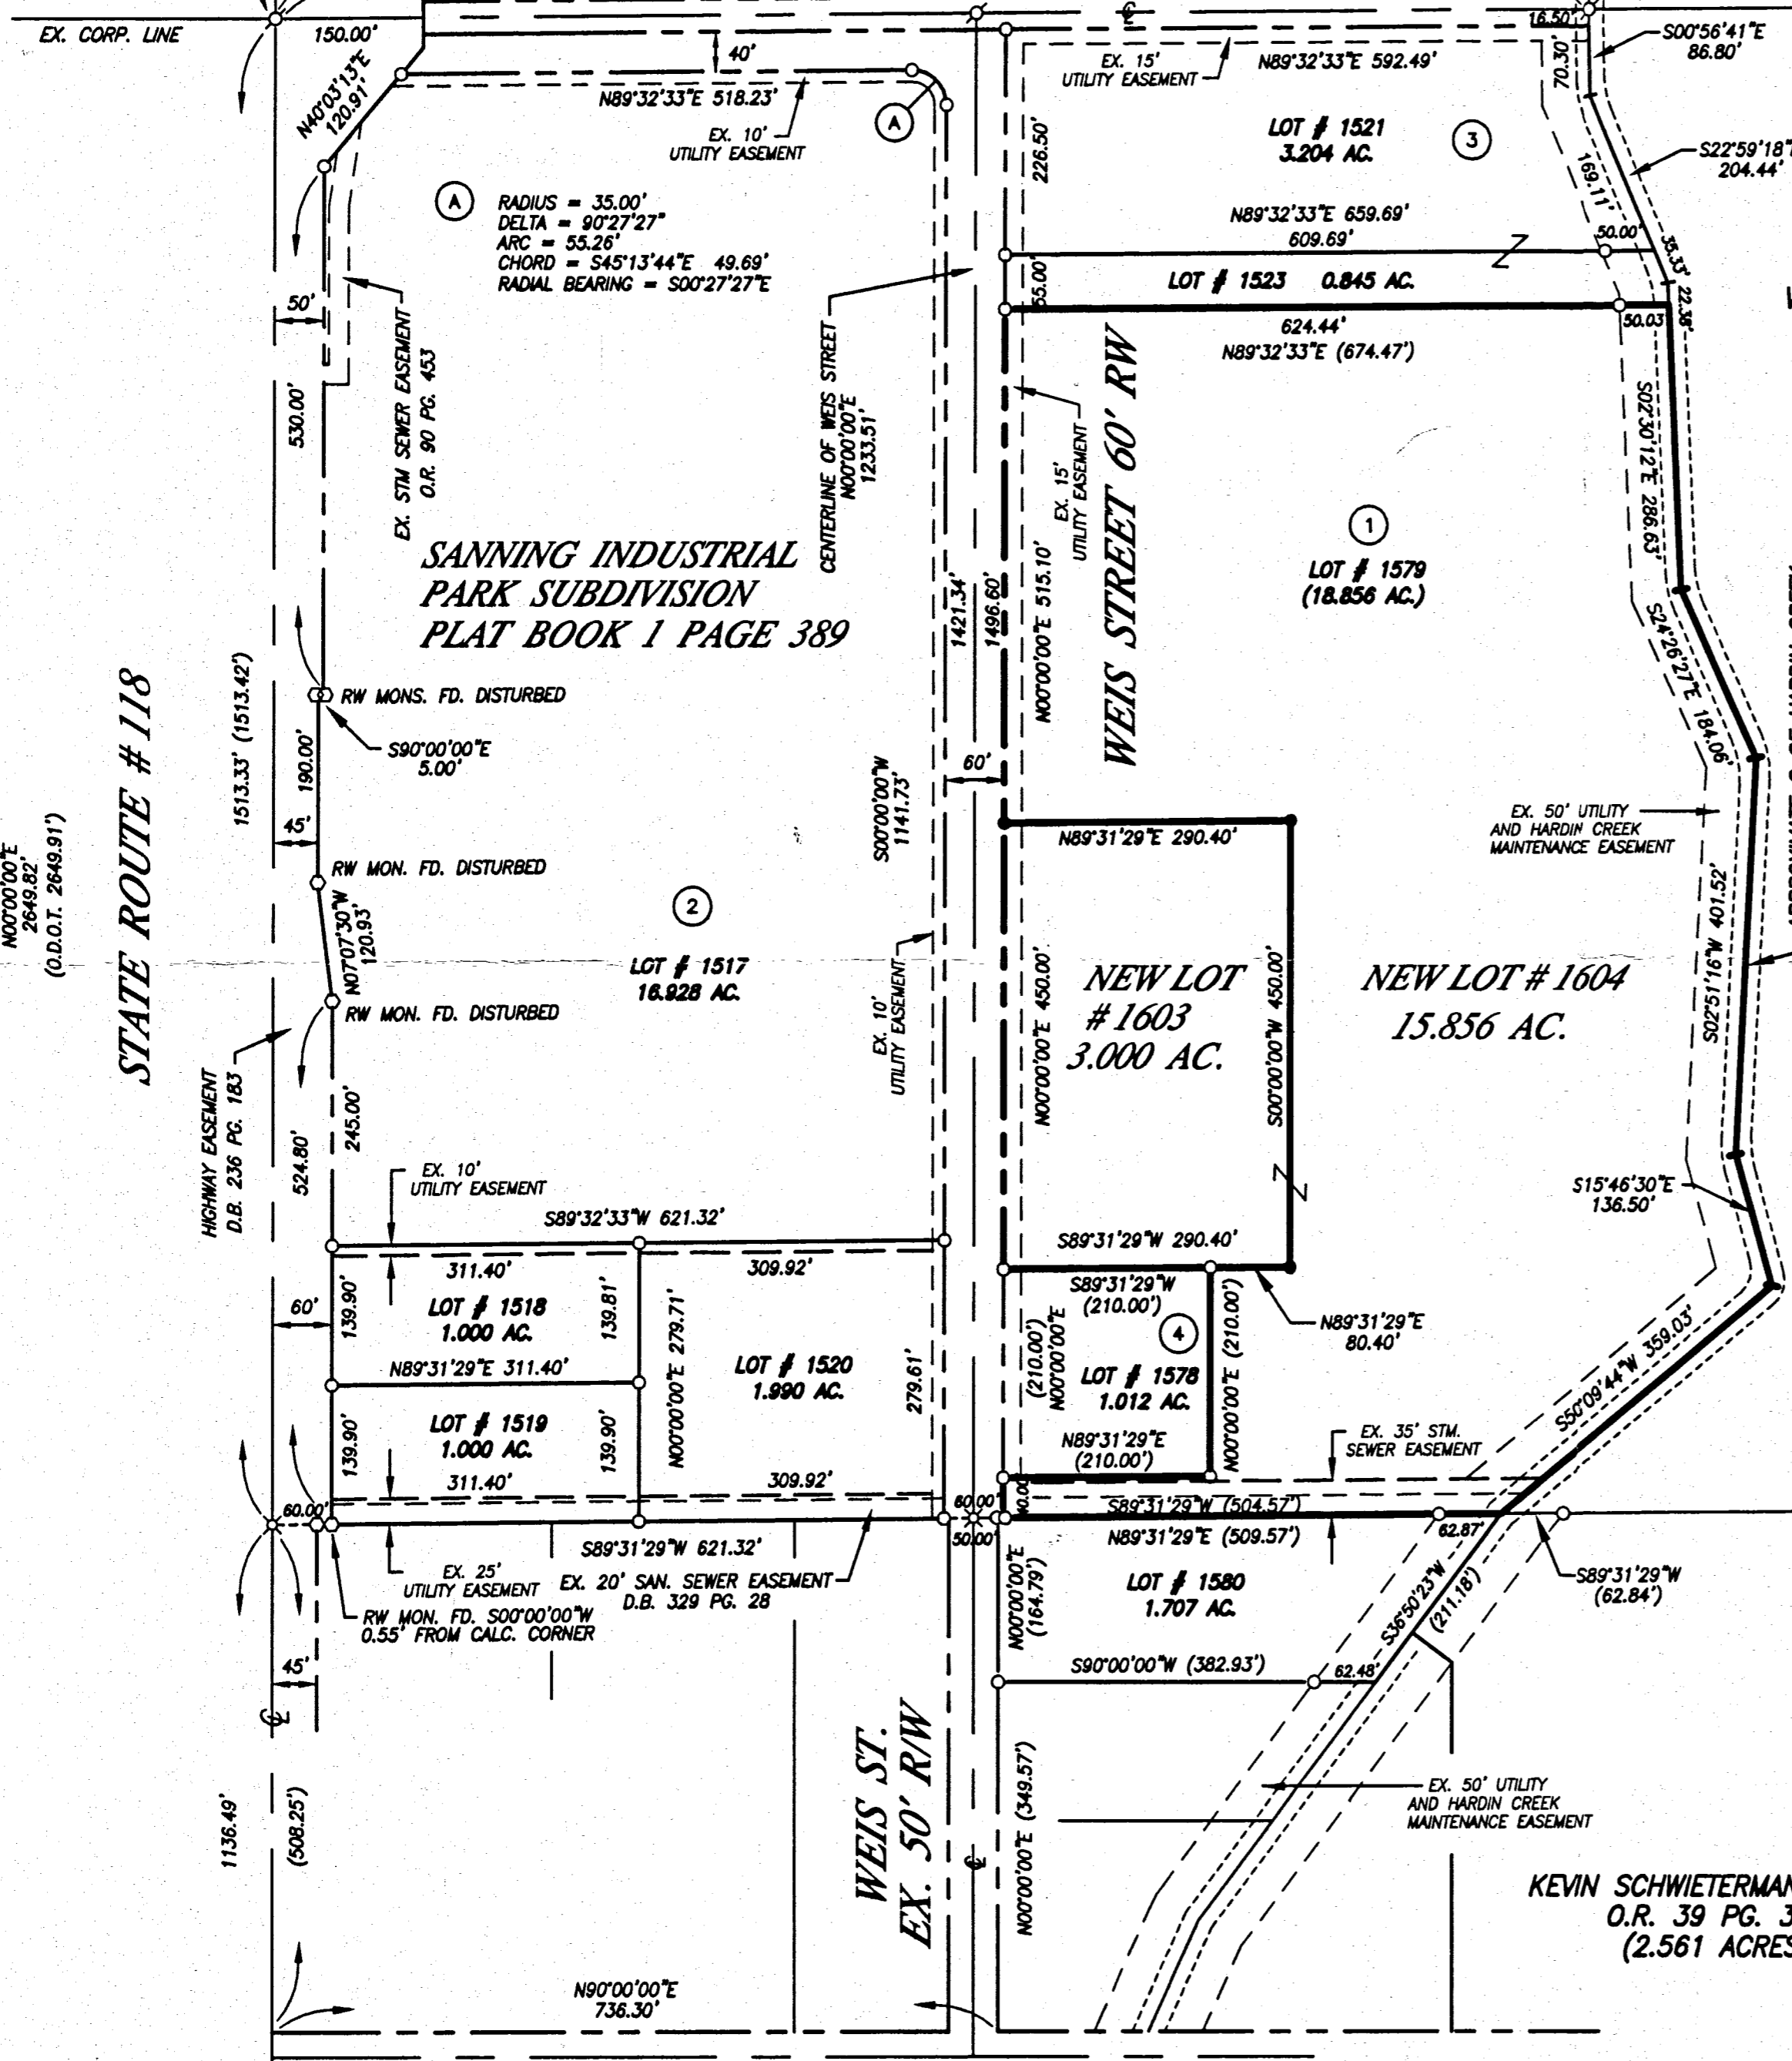 EX. CORP. LINE
150.00'
N40°03'13"E
120.91'
40'
N89°32'33"E 518.23'
EX. 10'
UTILITY EASEMENT
A
A
RADIUS = 35.00'
DELTA = 90°27'27"
ARC = 55.26'
CHORD = S45°13'44"E 49.69'
RADIAL BEARING = S00°27'27"E
EX. 15'
UTILITY EASEMENT
N89°32'33"E 592.49'
16.50'
70.30'
S00°56'41"E
86.80'
LOT # 1521
3.204 AC.
3
226.50'
169.11'
204.44'
N89°32'33"E 659.69'
609.69'
50.00'
35.33'
22.38'
55.00'
LOT # 1523 0.845 AC.
50.03'
624.44'
N89°32'33"E (674.47')
50'
530.00'
EX. STM SEWER EASEMENT
O.R. 90 PG. 453
CENTERLINE OF WEIS STREET
N00°00'00"E
1233.51'
WEIS STREET 60' RW
EX. 15'
UTILITY EASEMENT
1
LOT # 1579
(18.856 AC.)
S02°30'12"E 286.63'
S24°26'27"E 184.06'
SANNING INDUSTRIAL
PARK SUBDIVISION
PLAT BOOK 1 PAGE 389
1421.34'
1496.60'
N00°00'00"E 515.10'
STATE ROUTE # 118
1513.33' (1513.42')
RW MONS. FD. DISTURBED
S90°00'00"E
5.00'
190.00'
45'
N00°00'00"E
2649.82'
(O.D.O.T. 2649.91')
RW MON. FD. DISTURBED
N07°07'30"W
120.93'
RW MON. FD. DISTURBED
S00°00'00"W
1141.73'
60'
N89°31'29"E 290.40'
EX. 50' UTILITY
AND HARDIN CREEK
MAINTENANCE EASEMENT
2
LOT # 1517
16.928 AC.
EX. 10'
UTILITY EASEMENT
N00°00'00"E 450.00'
NEW LOT
# 1603
3.000 AC.
S00°00'00"W 450.00'
NEW LOT # 1604
15.856 AC.
S02°51'16"W 401.52'
HIGHWAY EASEMENT
D.B. 236 PG. 183
524.80'
245.00'
EX. 10'
UTILITY EASEMENT
S89°32'33"W 621.32'
S15°46'30"E
136.50'
S89°31'29"W 290.40'
311.40'
309.92'
60'
139.90'
LOT # 1518
1.000 AC.
139.81'
N00°00'00"E 279.71'
LOT # 1520
1.990 AC.
279.61'
N89°31'29"E 311.40'
S89°31'29"W
(210.00')
(210.00')
N00°00'00"E
4
LOT # 1578
1.012 AC.
N00°00'00"E (210.00')
N89°31'29"E
80.40'
S50°09'44"W 359.03'
139.90'
LOT # 1519
1.000 AC.
139.90'
311.40'
309.92'
N89°31'29"E
(210.00')
EX. 35' STM.
SEWER EASEMENT
60.00'
60.00'
50.00'
S89°31'29"W (504.57')
N89°31'29"E (509.57')
62.87'
S89°31'29"W
(62.84')
S89°31'29"W 621.32'
EX. 25'
UTILITY EASEMENT
EX. 20' SAN. SEWER EASEMENT
D.B. 329 PG. 28
RW MON. FD. S00°00'00"W
0.55' FROM CALC. CORNER
45'
N00°00'00"E
(164.79')
LOT # 1580
1.707 AC.
S36°50'23"W
(211.18')
S90°00'00"W (382.93')
62.48'
WEIS ST.
EX. 50' R/W
N00°00'00"E (349.57')
EX. 50' UTILITY
AND HARDIN CREEK
MAINTENANCE EASEMENT
1136.49'
(508.25')
N90°00'00"E
736.30'
KEVIN SCHWIETERMAN
O.R. 39 PG. 3
(2.561 ACRES